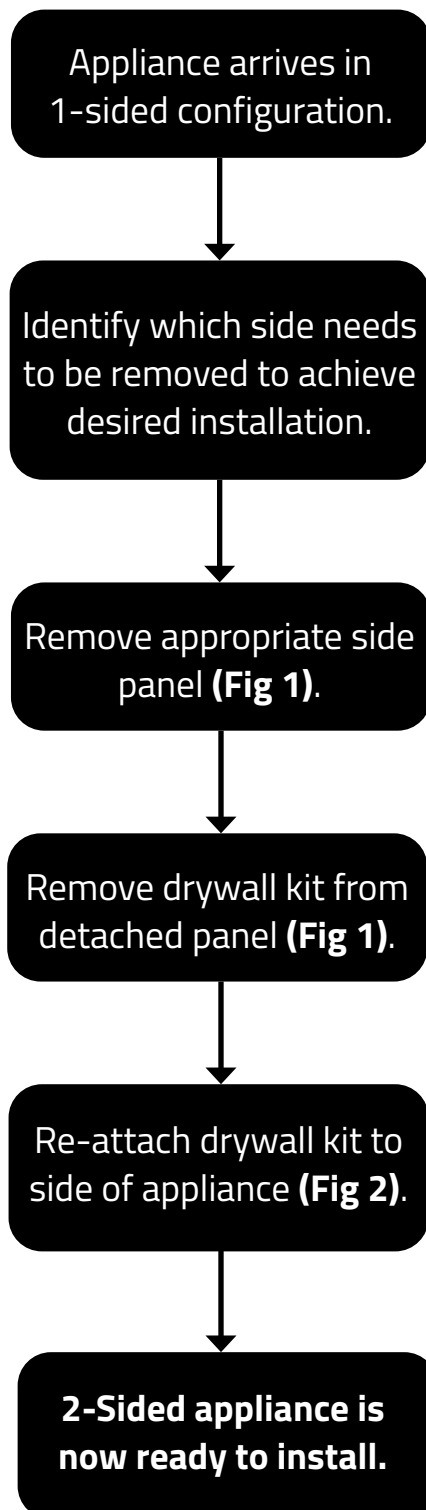 Appliance arrives in
1-sided configuration.
Identify which side needs
to be removed to achieve
desired installation.
Remove appropriate side
panel (Fig 1).
Remove drywall kit from
detached panel (Fig 1).
Re-attach drywall kit to
side of appliance (Fig 2).
2-Sided appliance is
now ready to install.